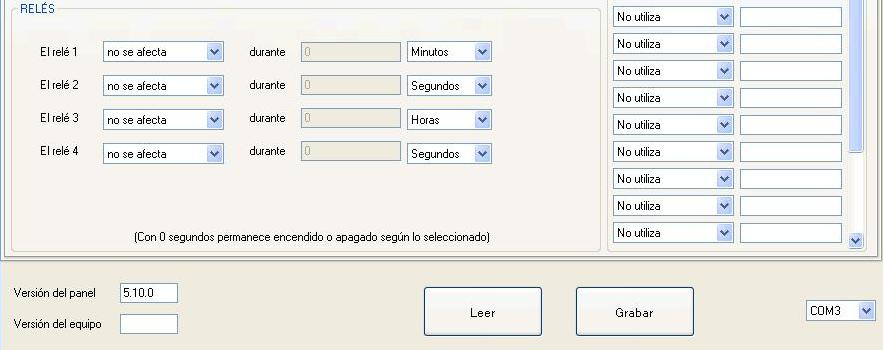 RELÉS
El relé 1 no se afecta durante 0 Minutos
El relé 2 no se afecta durante 0 Segundos
El relé 3 no se afecta durante 0 Horas
El relé 4 no se afecta durante 0 Segundos
(Con 0 segundos permanece encendido o apagado según lo seleccionado)
No utiliza
No utiliza
No utiliza
No utiliza
No utiliza
No utiliza
No utiliza
No utiliza
No utiliza
Versión del panel 5.10.0
Versión del equipo
Leer
Grabar
COM3